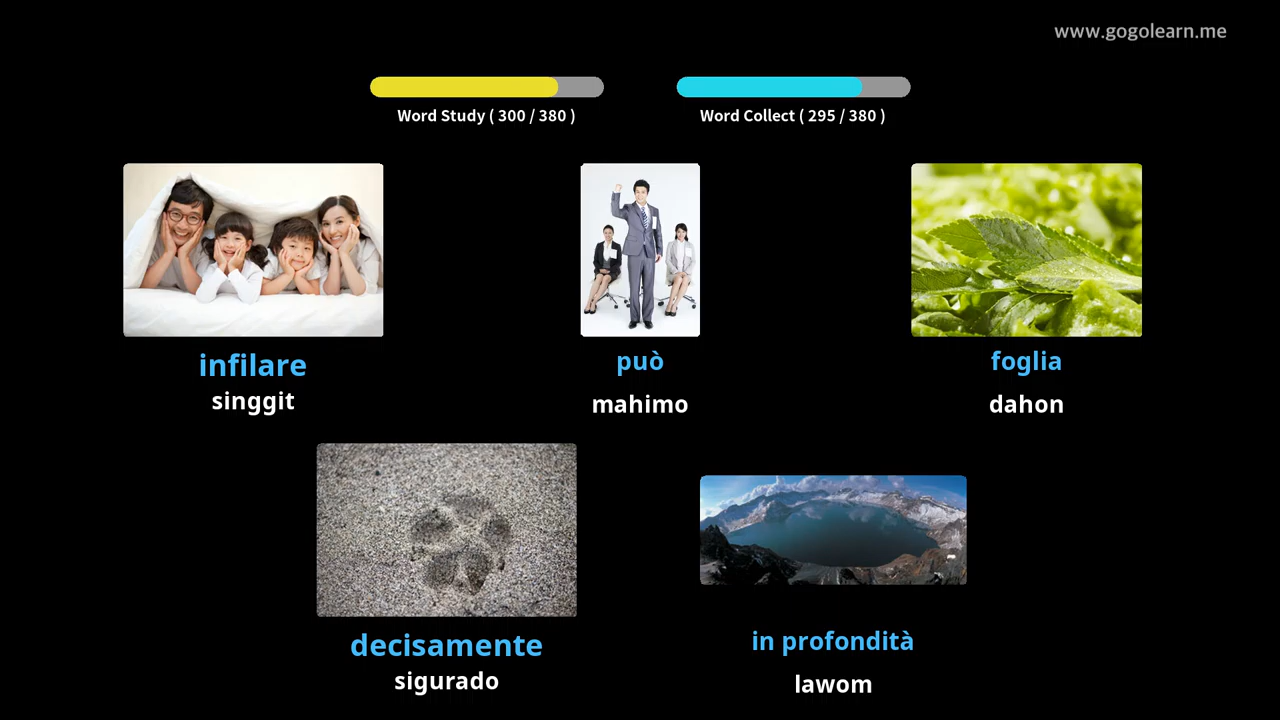 www.gogolearn.me
Word Study ( 300 / 380 )
Word Collect ( 295 / 380 )
infilare
singgit
può
mahimo
foglia
dahon
decisamente
sigurado
in profondità
lawom